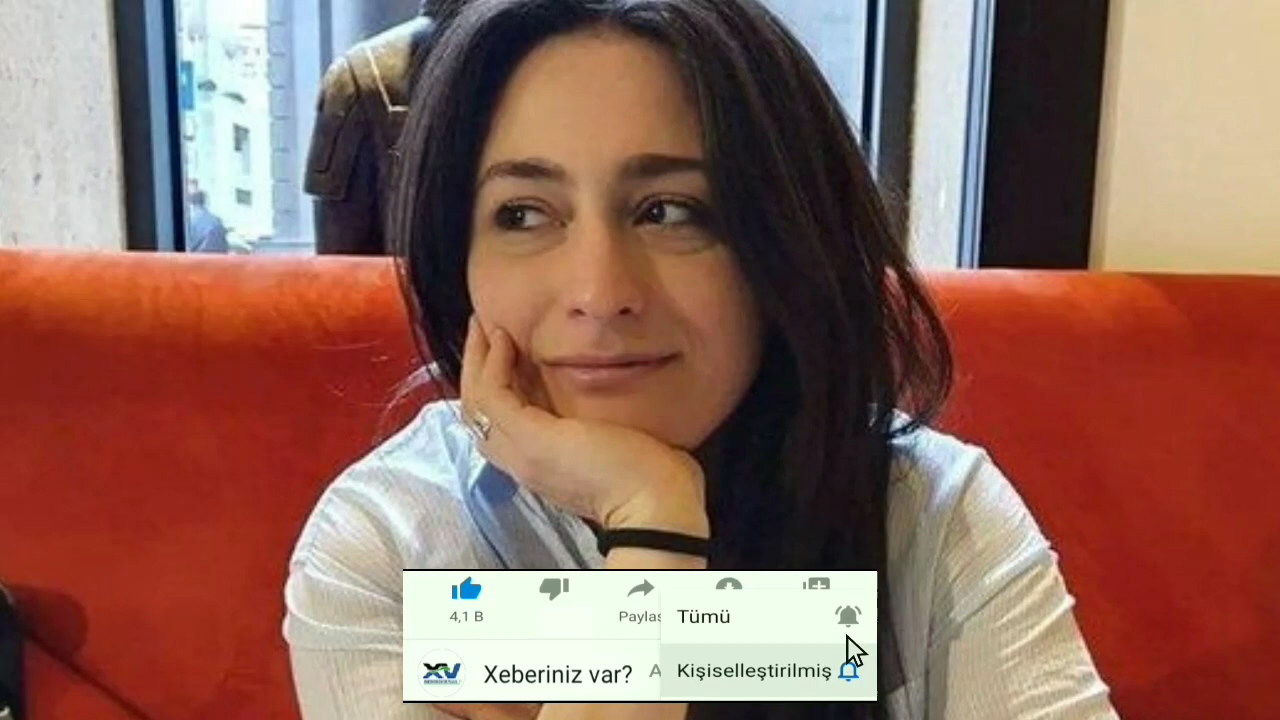 4,1 B
Paylaş
Tümü
XV
Xeberiniz var?
A
Kişiselleştirilmiş